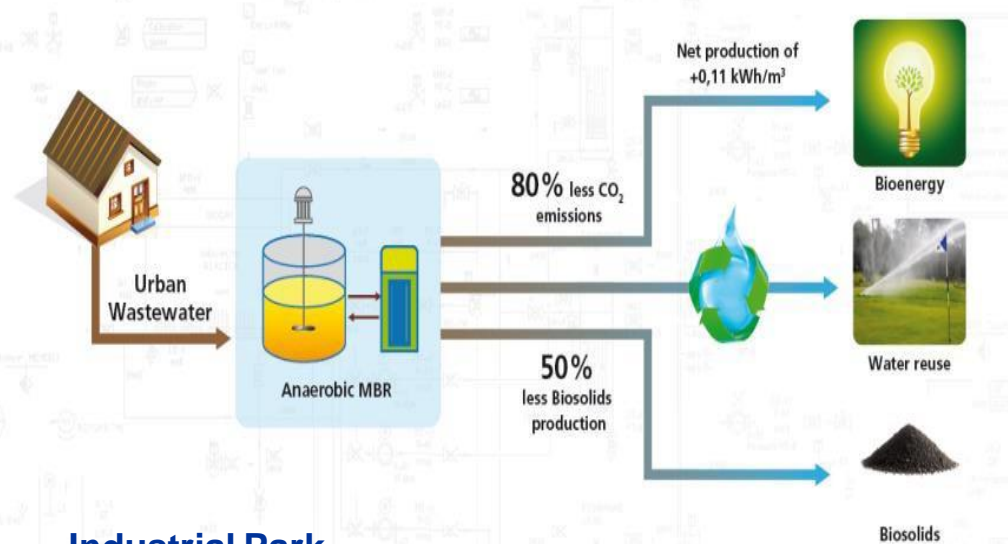 Net production of
+0,11 kWh/m³
Bioenergy
80% less CO₂
emissions
Urban
Wastewater
Anaerobic MBR
Water reuse
50%
less Biosolids
production
Biosolids
Industrial Park